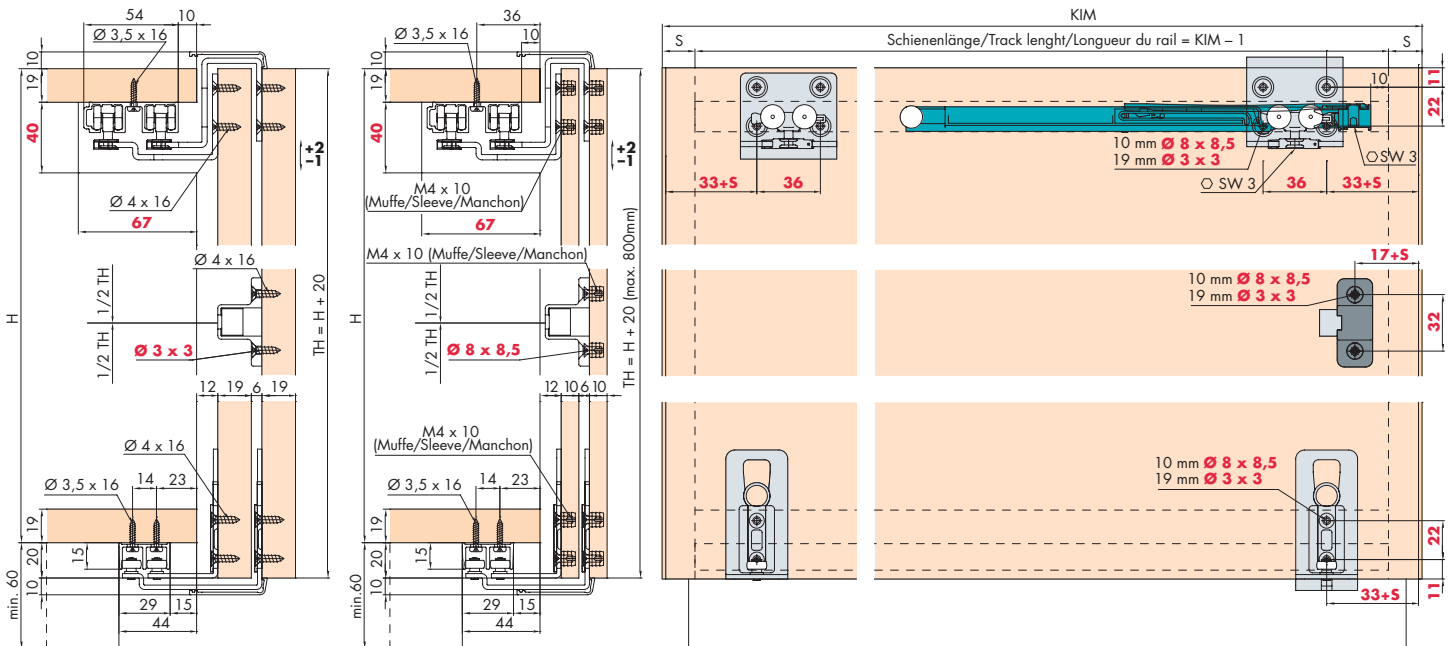 54
10
Ø 3,5 x 16
10
19
40
+2
–1
Ø 4 x 16
67
Ø 4 x 16
H
1/2 TH
1/2 TH
TH = H + 20
Ø 3 x 3
12
19
6
19
Ø 4 x 16
Ø 3,5 x 16
14
23
19
20
15
10
min.60
29
15
44
36
Ø 3,5 x 16
10
10
19
40
+2
–1
M4 x 10
(Muffe/Sleeve/Manchon)
67
M4 x 10 (Muffe/Sleeve/Manchon)
H
1/2 TH
1/2 TH
TH = H + 20 (max. 800mm)
Ø 8 x 8,5
12
10
6
10
M4 x 10
(Muffe/Sleeve/Manchon)
Ø 3,5 x 16
14
23
19
20
15
10
min.60
29
15
44
KIM
S
Schienenlänge/Track lenght/Longueur du rail = KIM – 1
S
11
10
22
10 mm Ø 8 x 8,5
19 mm Ø 3 x 3
SW 3
SW 3
33+S
36
36
33+S
17+S
10 mm Ø 8 x 8,5
19 mm Ø 3 x 3
32
10 mm Ø 8 x 8,5
19 mm Ø 3 x 3
22
11
33+S